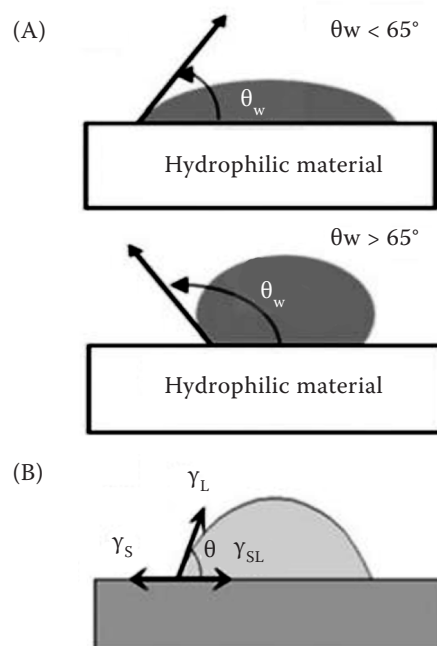 (A)
θw < 65°
θw
Hydrophilic material
θw > 65°
θw
Hydrophilic material
(B)
γL
γS
θ
γSL